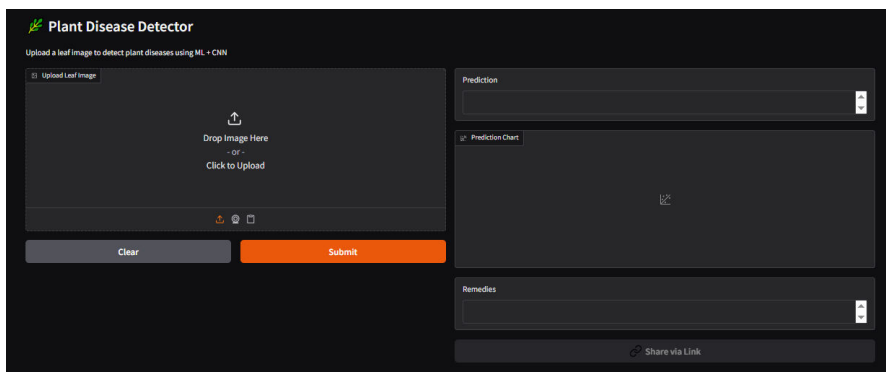 Plant Disease Detector
Upload a leaf image to detect plant diseases using ML + CNN
Upload Leaf Image
Drop Image Here
- or -
Click to Upload
Clear
Submit
Prediction
Prediction Chart
Remedies
Share via Link